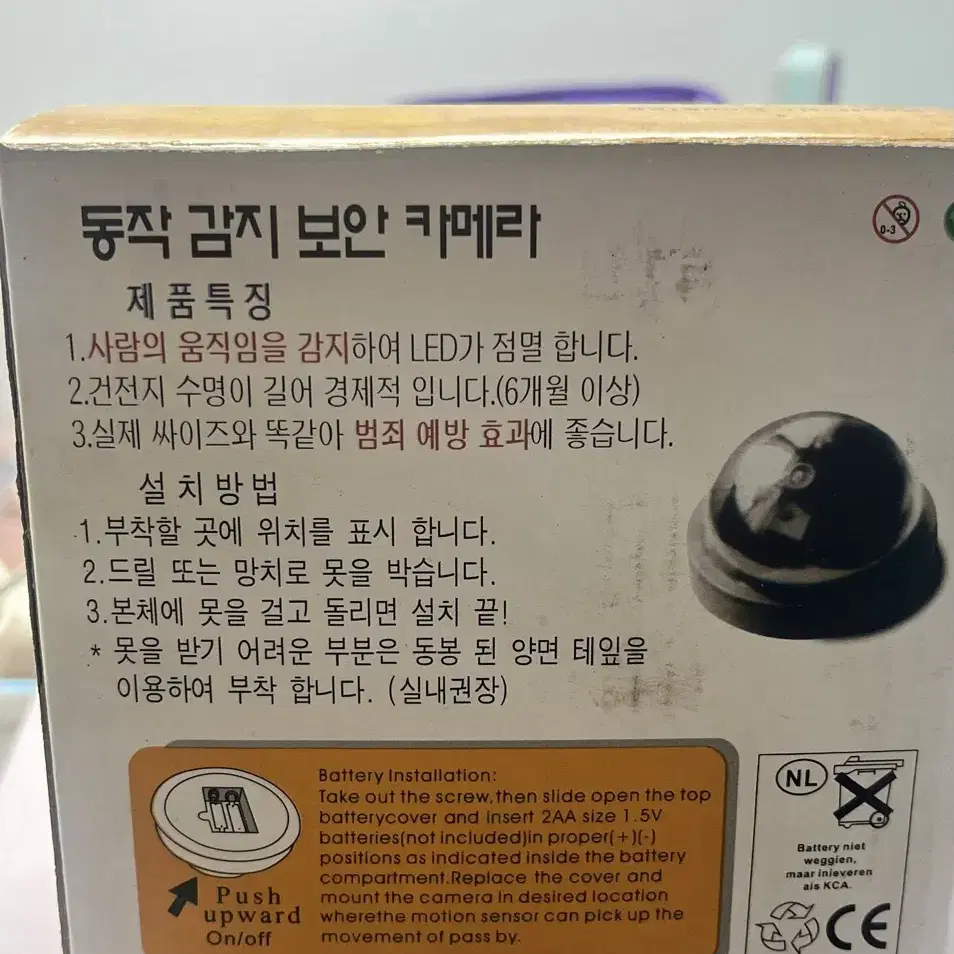 동작 감지 보안 카메라
0-3
제품특징
1.사람의 움직임을 감지하여 LED가 점멸 합니다.
2.건전지 수명이 길어 경제적 입니다.(6개월 이상)
3.실제 싸이즈와 똑같아 범죄 예방 효과에 좋습니다.
설치방법
1.부착할 곳에 위치를 표시 합니다.
2.드릴 또는 망치로 못을 박습니다.
3.본체에 못을 걸고 돌리면 설치 끝!
* 못을 받기 어려운 부분은 동봉 된 양면 테잎을
이용하여 부착 합니다. (실내권장)
Battery Installation:
Take out the screw,then slide open the top
batterycover and insert 2AA size 1.5V
batteries(not included)in proper(+)(-)
positions as indicated inside the battery
compartment.Replace the cover and
mount the camera in desired location
wherethe motion sensor can pick up the
movement of pass by.
Push
upward
On/off
NL
Battery niet
weggien,
maar inieveren
ais KCA.
CE